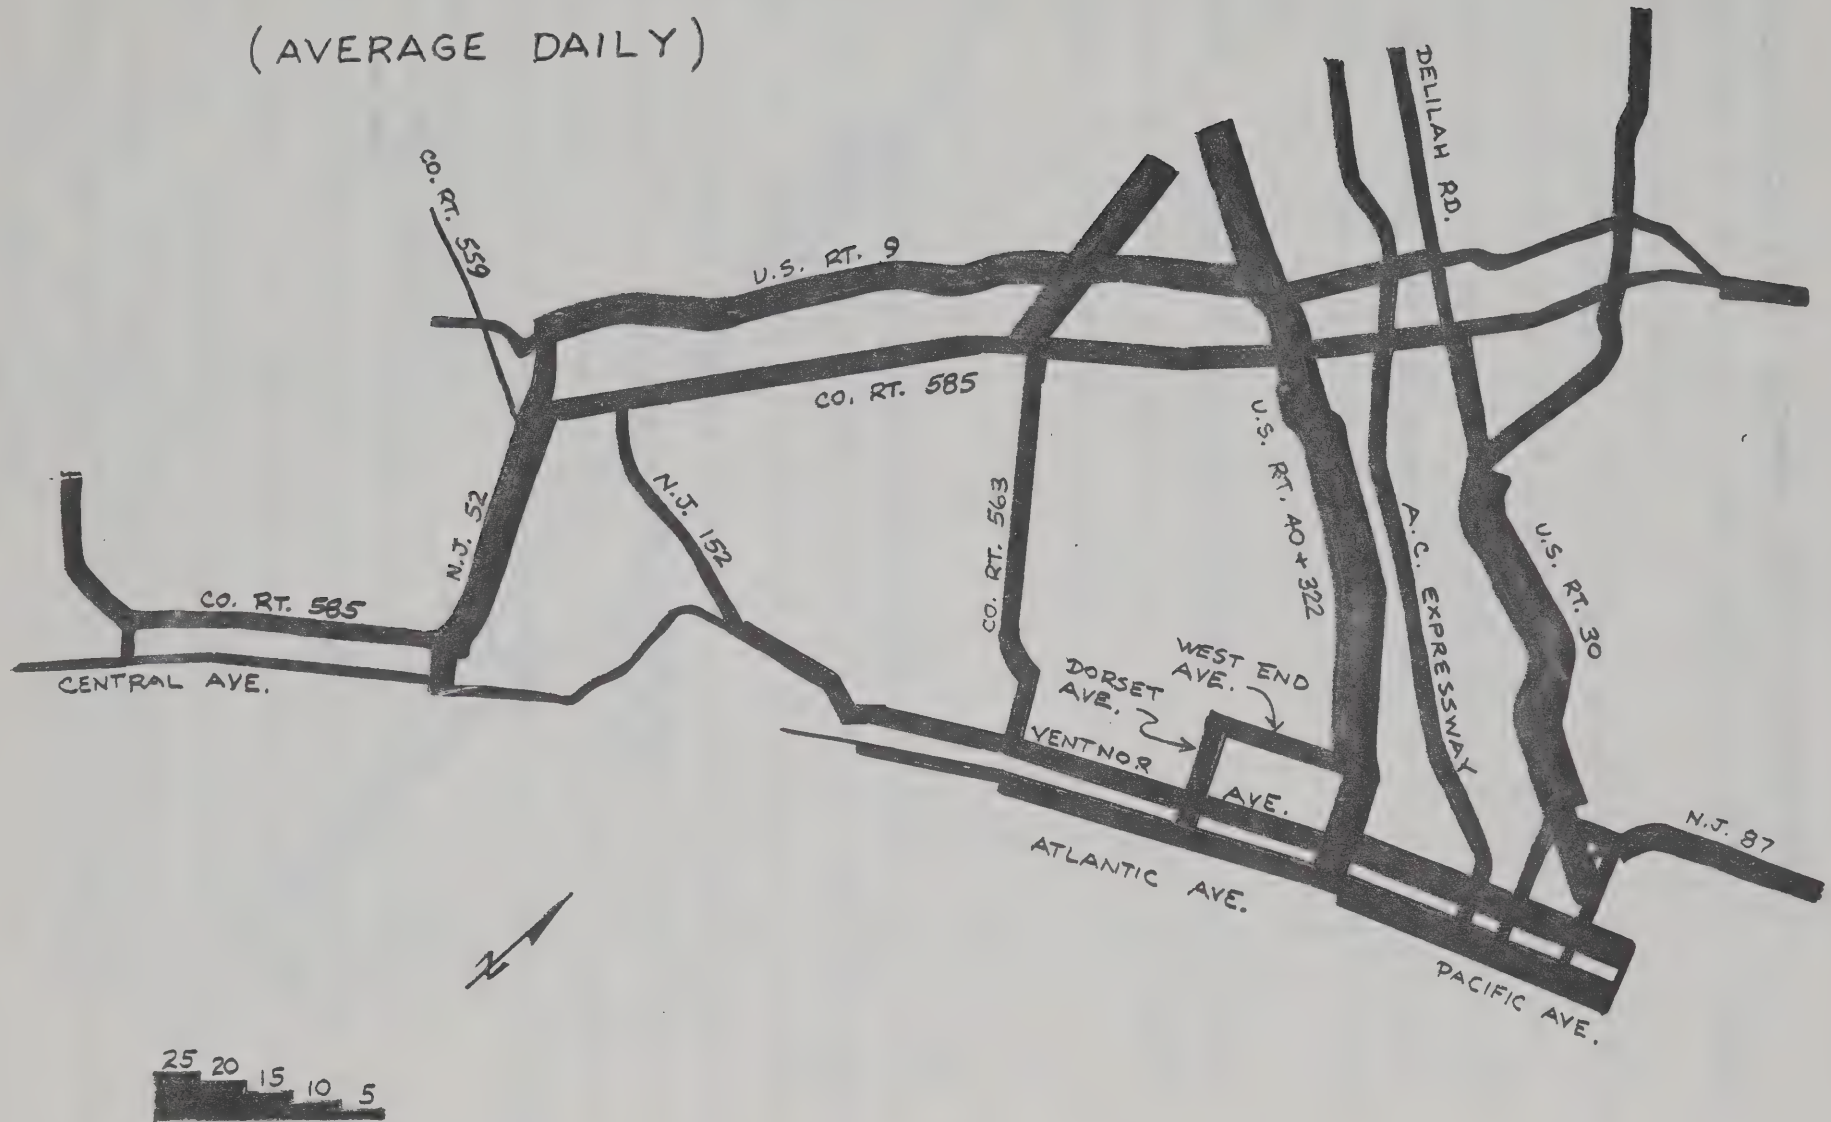 (AVERAGE DAILY)
DELILAH RD.
CO. RT. 559
U.S. RT. 9
CO. RT. 585
U.S. RT. 40+322
N.J. 52
N.J. 152
CO. RT. 563
A.C. EXPRESSWAY
U.S. RT. 30
CO. RT. 585
CENTRAL AVE.
WEST END
AVE.
DORSET
AVE.
VENTNOR
AVE.
N.J. 87
ATLANTIC AVE.
PACIFIC AVE.
N
25 20 15 10 5